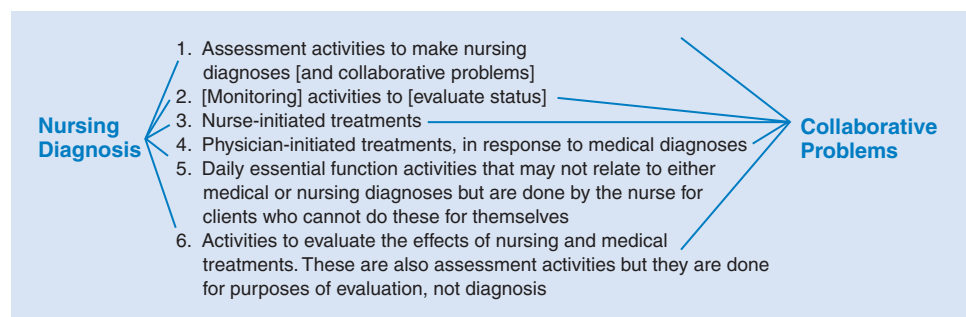 1. Assessment activities to make nursing
diagnoses [and collaborative problems]
2. [Monitoring] activities to [evaluate status]
Nursing
Diagnosis
3. Nurse-initiated treatments
4. Physician-initiated treatments, in response to medical diagnoses
5. Daily essential function activities that may not relate to either
medical or nursing diagnoses but are done by the nurse for
clients who cannot do these for themselves
6. Activities to evaluate the effects of nursing and medical
treatments. These are also assessment activities but they are done
for purposes of evaluation, not diagnosis
Collaborative
Problems